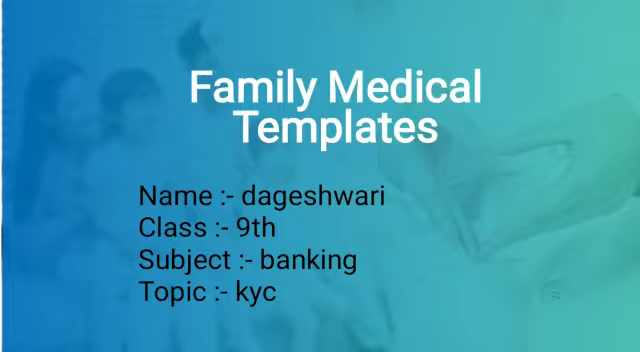 Family Medical
Templates
Name :- dageshwari
Class :- 9th
Subject :- banking
Topic :- kyc